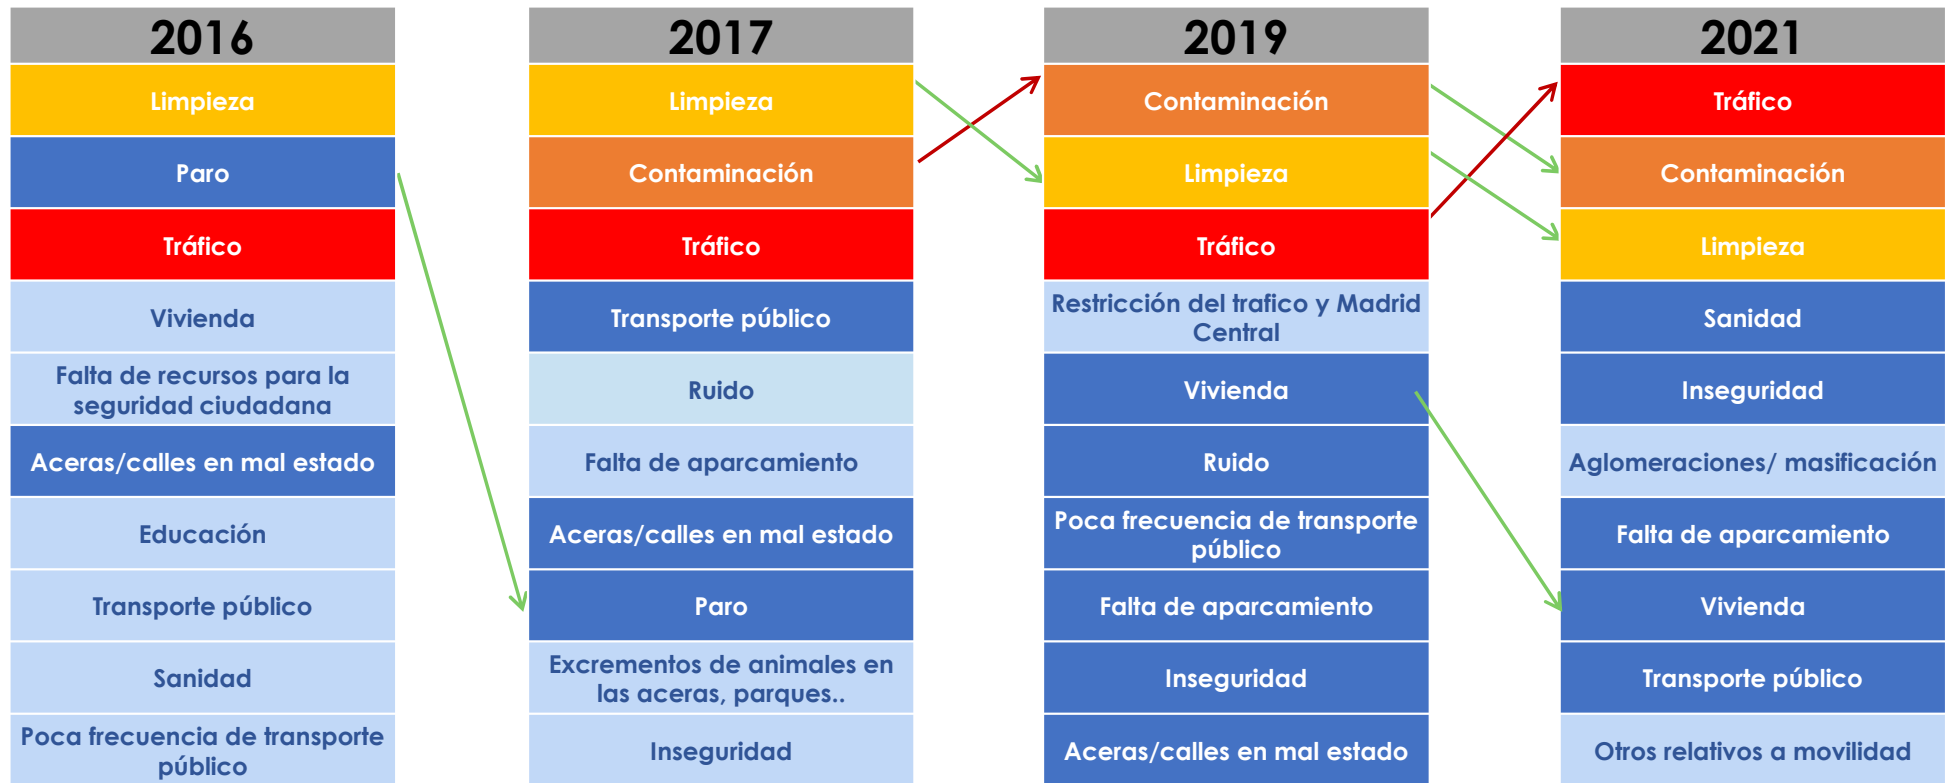 2016
Limpieza
Paro
Tráfico
Vivienda
Falta de recursos para la
seguridad ciudadana
Aceras/calles en mal estado
Educación
Transporte público
Sanidad
Poca frecuencia de transporte
público
2017
Limpieza
Contaminación
Tráfico
Transporte público
Ruido
Falta de aparcamiento
Aceras/calles en mal estado
Paro
Excrementos de animales en
las aceras, parques..
Inseguridad
2019
Contaminación
Limpieza
Tráfico
Restricción del trafico y Madrid
Central
Vivienda
Ruido
Poca frecuencia de transporte
público
Falta de aparcamiento
Inseguridad
Aceras/calles en mal estado
2021
Tráfico
Contaminación
Limpieza
Sanidad
Inseguridad
Aglomeraciones/ masificación
Falta de aparcamiento
Vivienda
Transporte público
Otros relativos a movilidad